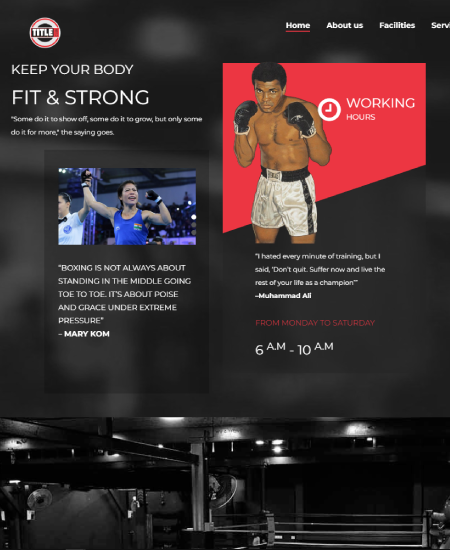 TITLE
Home About us Facilities Servi
KEEP YOUR BODY
FIT & STRONG
"Some do it to show off, some do it to grow, but only some
do it for more," the saying goes.
"BOXING IS NOT ALWAYS ABOUT
STANDING IN THE MIDDLE GOING
TOE TO TOE. IT'S ABOUT POISE
AND GRACE UNDER EXTREME
PRESSURE"
– MARY KOM
WORKING
HOURS
"I hated every minute of training, but I
said, 'Don't quit. Suffer now and live the
rest of your life as a champion'"
–Muhammad Ali
FROM MONDAY TO SATURDAY
6 A.M - 10 A.M